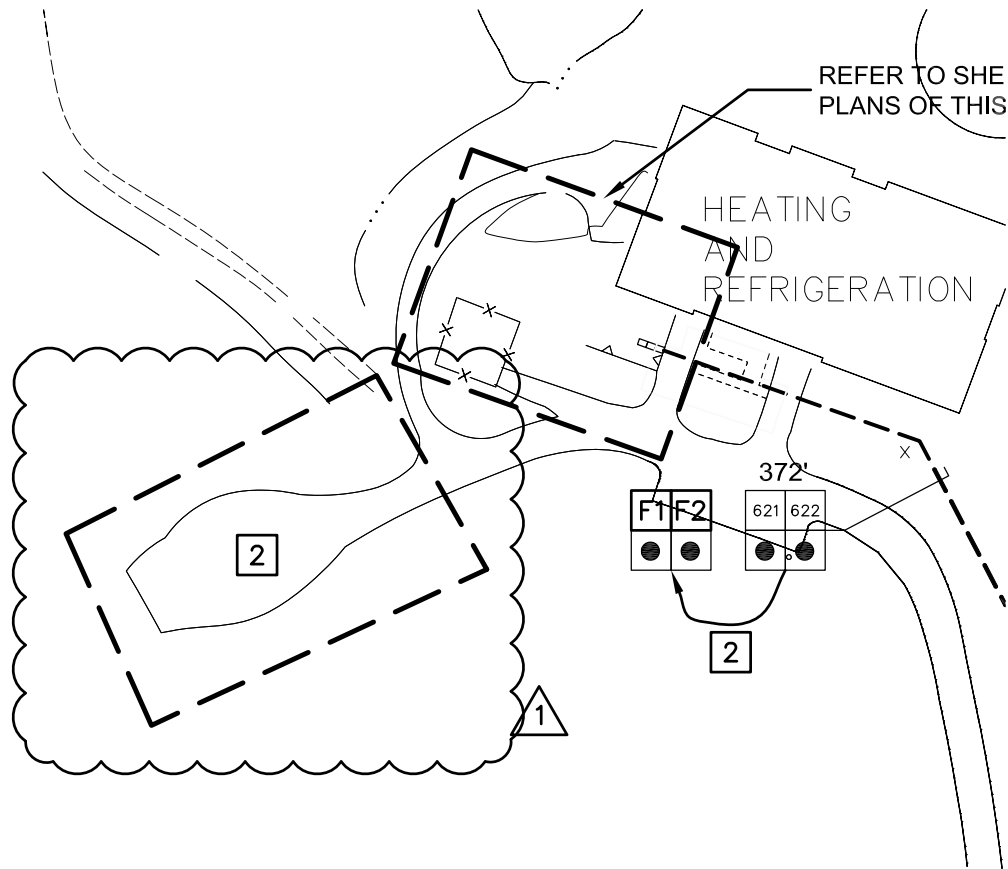 REFER TO SHE
PLANS OF THIS
HEATING
AND
REFRIGERATION
X
372'
F1 F2 621 622
2
2
1